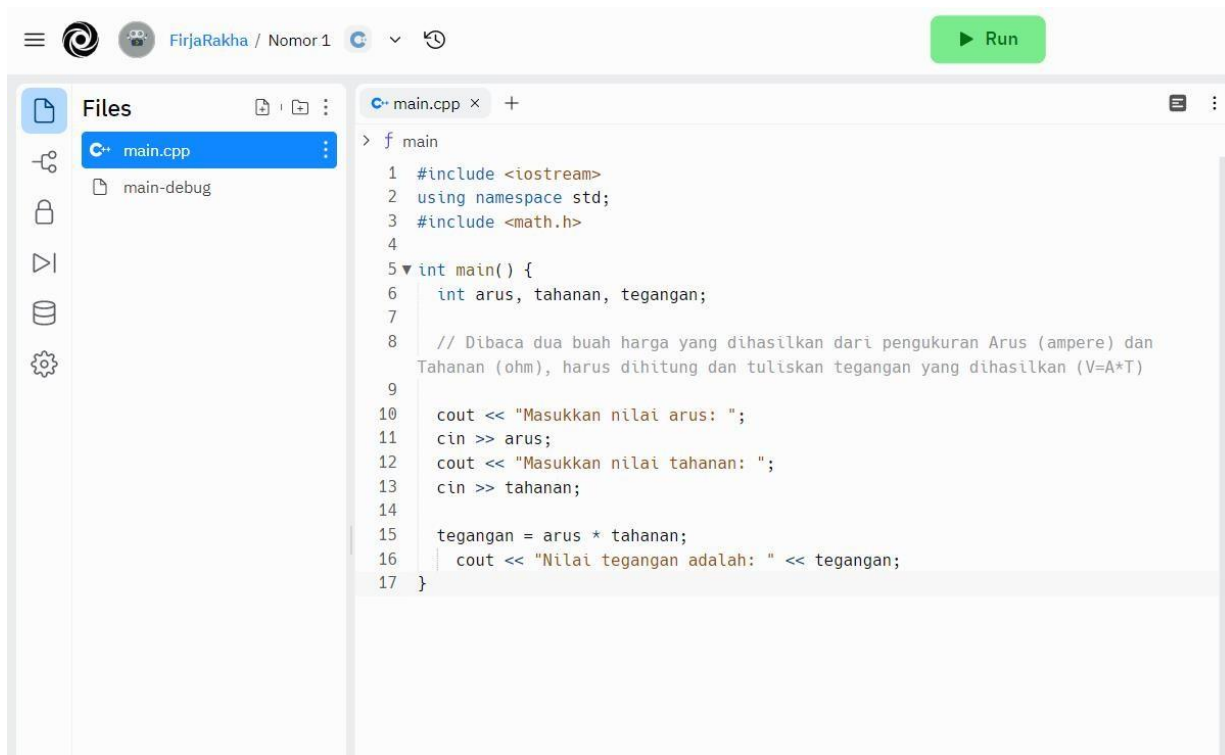 FirjaRakha / Nomor 1
Run
Files
main.cpp
main-debug
C++ main.cpp × +
> ƒ main
1 #include <iostream>
2 using namespace std;
3 #include <math.h>
4
5 int main() {
6 int arus, tahanan, tegangan;
7
8 // Dibaca dua buah harga yang dihasilkan dari pengukuran Arus (ampere) dan
Tahanan (ohm), harus dihitung dan tuliskan tegangan yang dihasilkan (V=A*T)
9
10 cout << "Masukkan nilai arus: ";
11 cin >> arus;
12 cout << "Masukkan nilai tahanan: ";
13 cin >> tahanan;
14
15 tegangan = arus * tahanan;
16 cout << "Nilai tegangan adalah: " << tegangan;
17 }